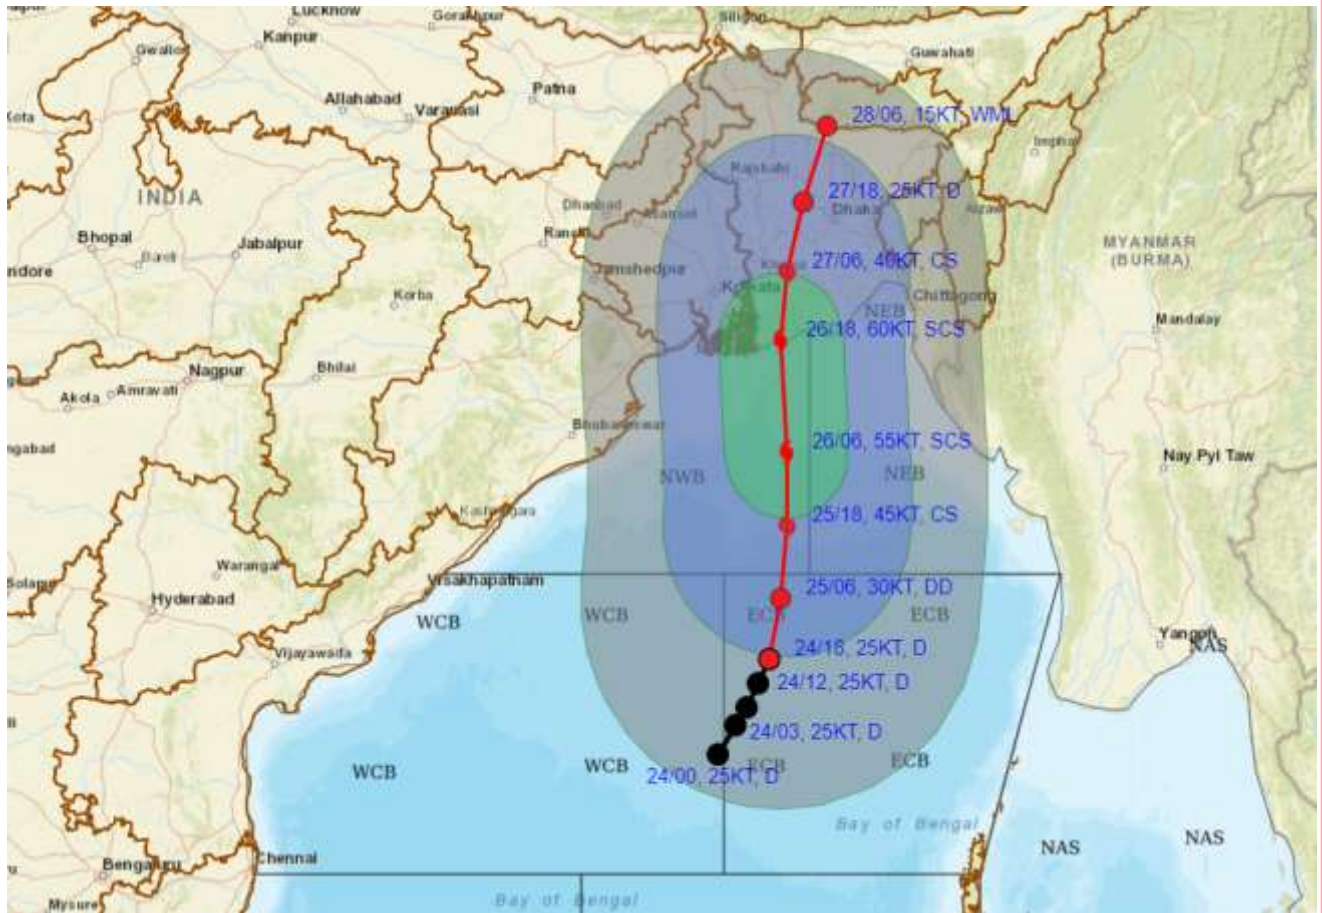 Lucknow
Gorakhpur
Siligori
Kanpur
Gwalior
Guwahati
Patna
Allahabad
Varavasi
Kota
28/06, 15KT, WML
Imphal
Rajshahi
27/18, 25KT, D
INDIA
Dhanbad
Asansol
Dhaka
Aizawl
Bhopal
Jabalpur
Ranchi
MYANMAR
(BURMA)
ndore
27/06, 40KT, CS
Jamshedpur
Kolkata
Chittagong
Korba
NEB
26/18, 60KT, SCS
Mandalay
Bhilai
Nagpur
Amravati
Akola
Bhubaneswar
26/06, 55KT, SCS
ngabad
Nay Pyi Taw
NWB
NEB
25/18, 45KT, CS
Warangal
Visakhapatnam
Hyderabad
25/06, 30KT, DD
WCB
WCB
ECB
ECB
Yangon
NAS
Vijayawada
24/18, 25KT, D
24/12, 25KT, D
24/03, 25KT, D
WCB
WCB
ECB
ECB
24/00, 25KT, D
Bay of Bengal
NAS
NAS
Chennai
Bengaluru
Bay of Bengal
Mysure